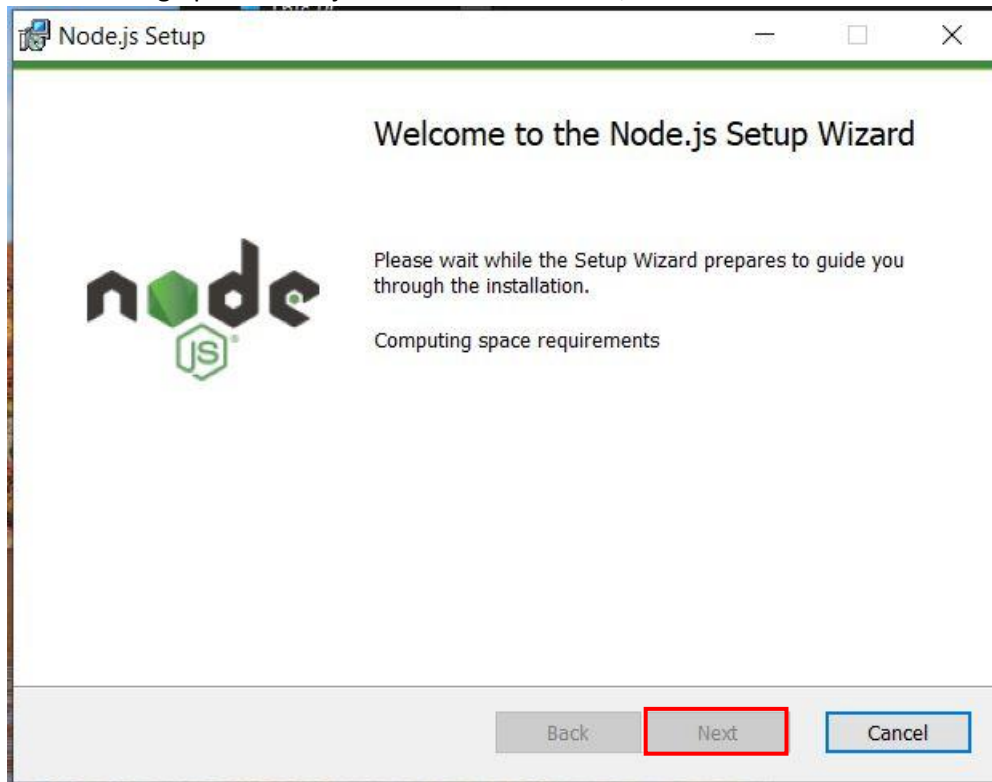 Node.js Setup
Welcome to the Node.js Setup Wizard
Please wait while the Setup Wizard prepares to guide you
through the installation.
Computing space requirements
node
JS
Back
Next
Cancel